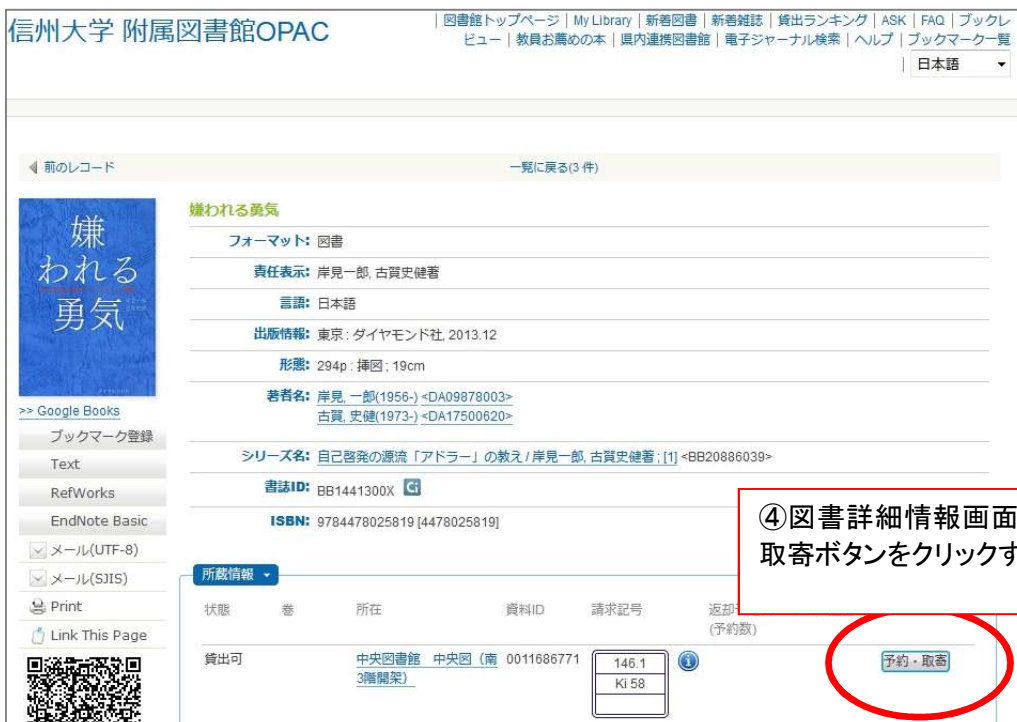 信州大学 附属図書館OPAC
| 図書館トップページ | My Library | 新着図書 | 新着雑誌 | 貸出ランキング | ASK | FAQ | ブックレ
ビュー | 教員お薦めの本 | 県内連携図書館 | 電子ジャーナル検索 | ヘルプ | ブックマーク一覧
| 日本語
前のレコード
一覧に戻る(3 件)
嫌
われる
勇気
>> Google Books
ブックマーク登録
Text
RefWorks
EndNote Basic
メール(UTF-8)
メール(SJIS)
Print
Link This Page
嫌われる勇気
フォーマット: 図書
責任表示: 岸見一郎, 古賀史健著
言語: 日本語
出版情報: 東京 : ダイヤモンド社, 2013.12
形態: 294p : 挿図 ; 19cm
著者名: 岸見, 一郎(1956-) <DA09878003>
古賀, 史健(1973-) <DA17500620>
シリーズ名: 自己啓発の源流「アドラー」の教え / 岸見一郎, 古賀史健著 ; [1] <BB20886039>
書誌ID: BB1441300X Ci
ISBN: 9784478025819 [4478025819]
④図書詳細情報画面
取寄ボタンをクリックす
所蔵情報
状態 巻 所在 資料ID 請求記号 返却
(予約数)
貸出可 中央図書館 中央図（南 0011686771 146.1 予約・取寄
3階開架） Ki 58